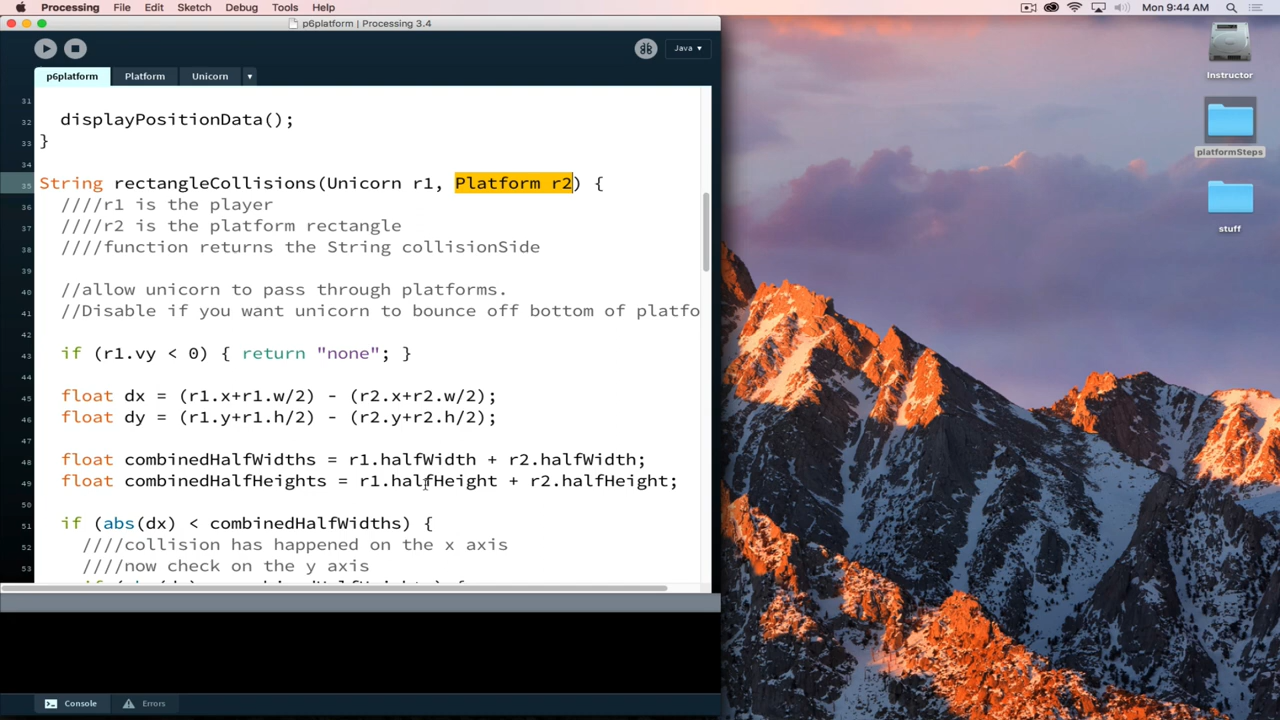 Processing File Edit Sketch Debug Tools Help Mon 9:44 AM
p6platform | Processing 3.4
Java ▾
p6platform Platform Unicorn ▾
31
32 displayPositionData();
33 }
34
35 String rectangleCollisions(Unicorn r1, Platform r2) {
36 ////r1 is the player
37 ////r2 is the platform rectangle
38 ////function returns the String collisionSide
39
40 //allow unicorn to pass through platforms.
41 //Disable if you want unicorn to bounce off bottom of platfo
42
43 if (r1.vy < 0) { return "none"; }
44
45 float dx = (r1.x+r1.w/2) - (r2.x+r2.w/2);
46 float dy = (r1.y+r1.h/2) - (r2.y+r2.h/2);
47
48 float combinedHalfWidths = r1.halfWidth + r2.halfWidth;
49 float combinedHalfHeights = r1.halfHeight + r2.halfHeight;
50
51 if (abs(dx) < combinedHalfWidths) {
52 ////collision has happened on the x axis
53 ////now check on the y axis
Console Errors
Instructor
platformSteps
stuff